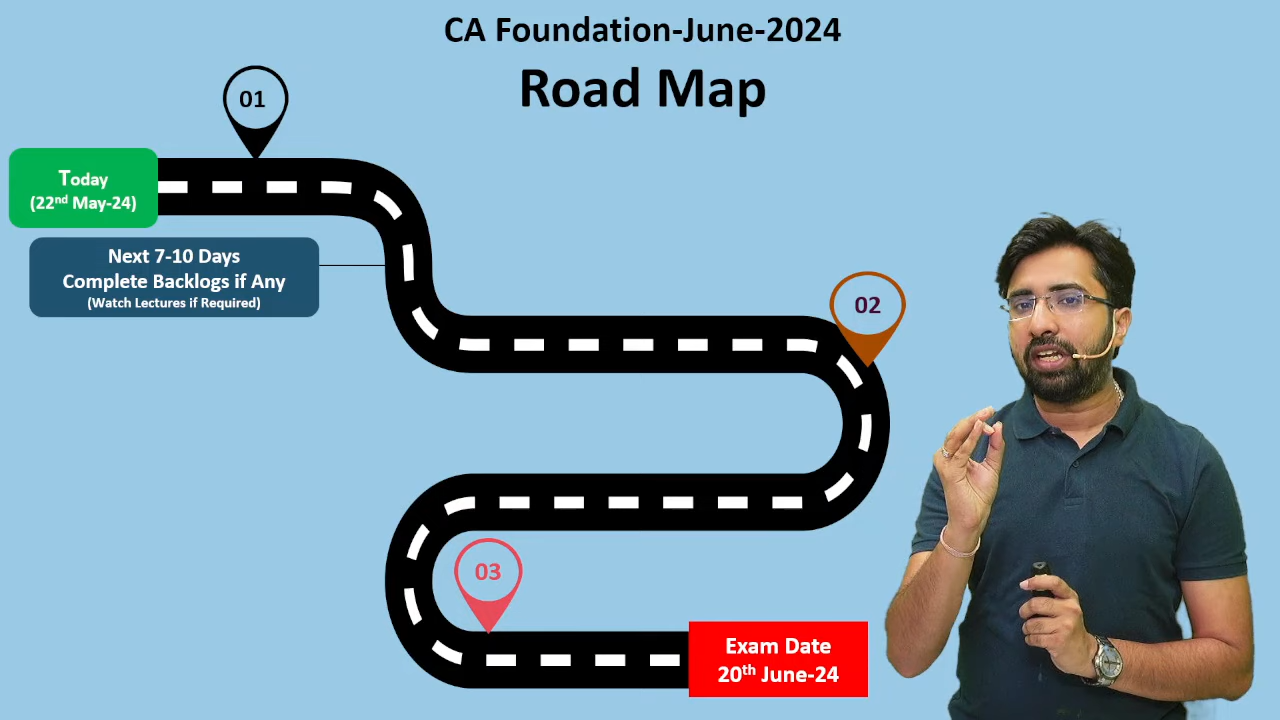 CA Foundation-June-2024
Road Map
01
Today
(22nd May-24)
Next 7-10 Days
Complete Backlogs if Any
(Watch Lectures if Required)
02
03
Exam Date
20th June-24